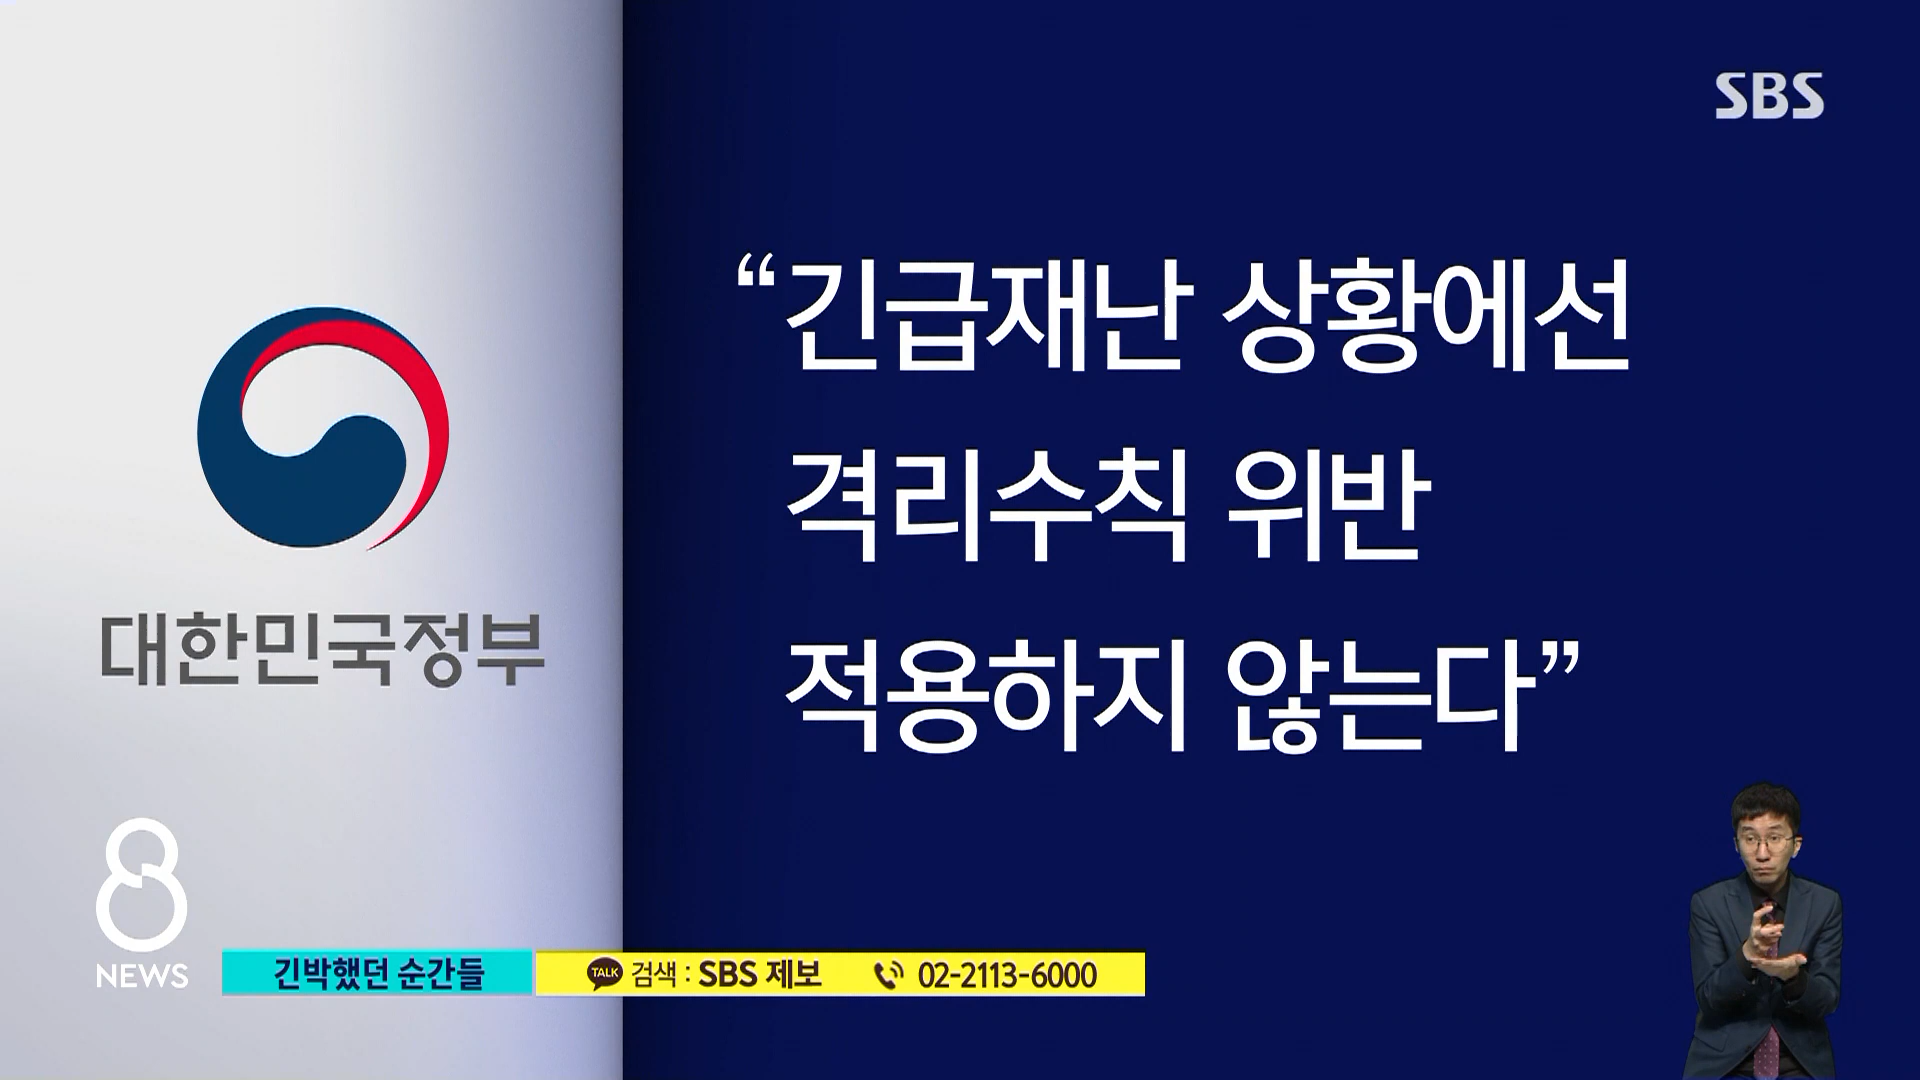 SBS
“긴급재난 상황에선
격리수칙 위반
적용하지 않는다”
대한민국정부
8
NEWS
긴박했던 순간들
TALK 검색 : SBS 제보 02-2113-6000